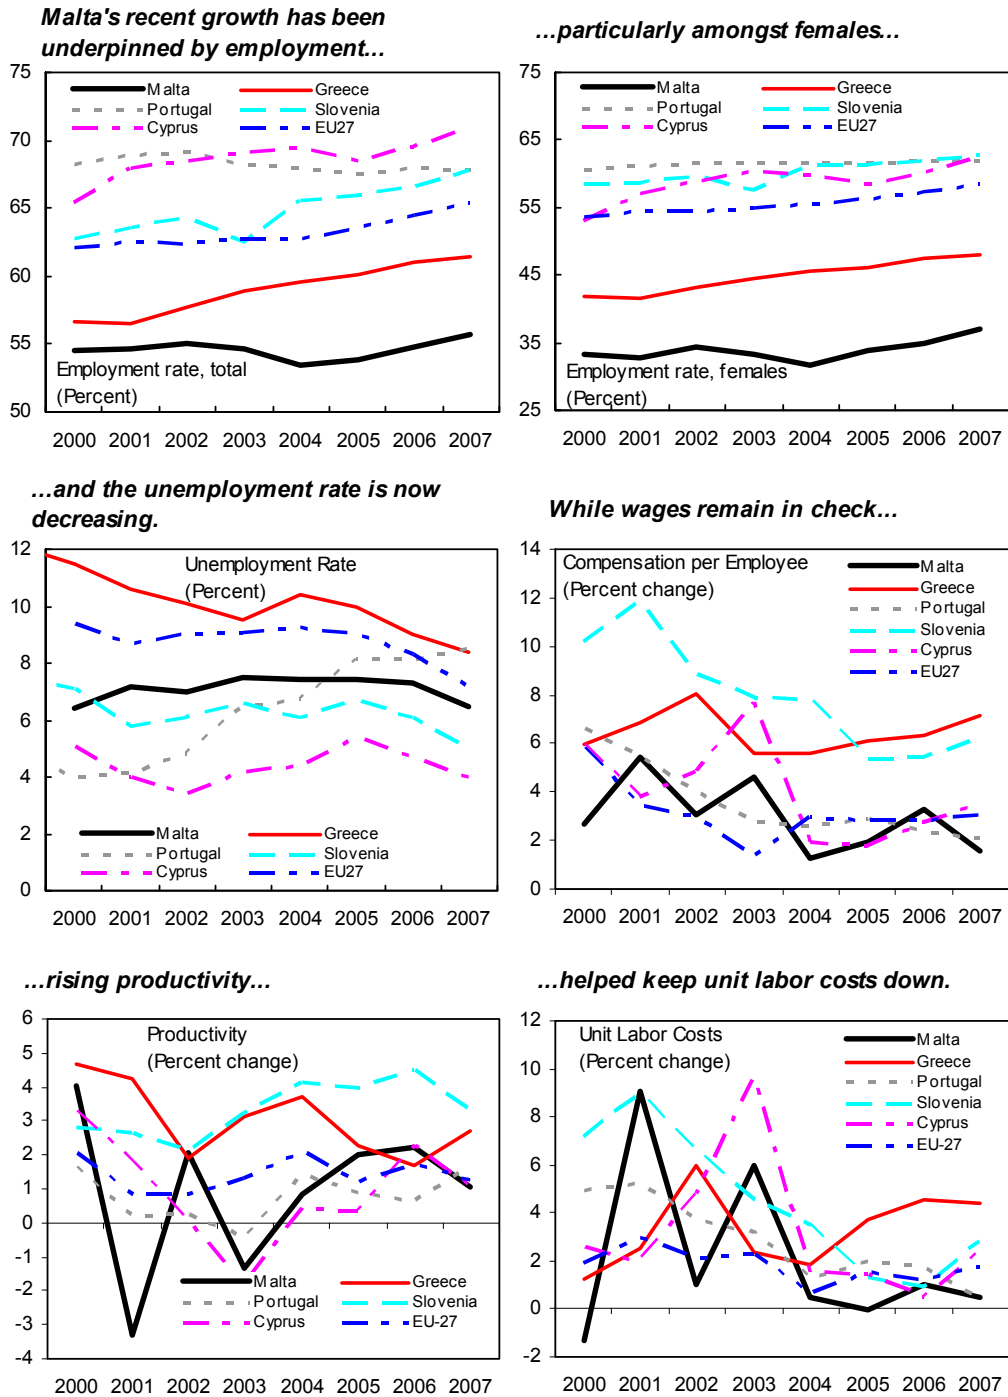 Malta's recent growth has been
underpinned by employment...
75
70
65
60
55
50
Malta
Greece
Portugal
Slovenia
Cyprus
EU27
Employment rate, total
(Percent)
2000 2001 2002 2003 2004 2005 2006 2007
...particularly amongst females...
75
65
55
45
35
25
Malta
Greece
Portugal
Slovenia
Cyprus
EU27
Employment rate, females
(Percent)
2000 2001 2002 2003 2004 2005 2006 2007
...and the unemployment rate is now
decreasing.
12
10
8
6
4
2
0
Unemployment Rate
(Percent)
Malta
Greece
Portugal
Slovenia
Cyprus
EU27
2000 2001 2002 2003 2004 2005 2006 2007
While wages remain in check...
14
12
10
8
6
4
2
0
Compensation per Employee
(Percent change)
Malta
Greece
Portugal
Slovenia
Cyprus
EU27
2000 2001 2002 2003 2004 2005 2006 2007
...rising productivity...
6
5
4
3
2
1
0
-1
-2
-3
-4
Productivity
(Percent change)
Malta
Greece
Portugal
Slovenia
Cyprus
EU-27
2000 2001 2002 2003 2004 2005 2006 2007
...helped keep unit labor costs down.
12
10
8
6
4
2
0
-2
Unit Labor Costs
(Percent change)
Malta
Greece
Portugal
Slovenia
Cyprus
EU-27
2000 2001 2002 2003 2004 2005 2006 2007